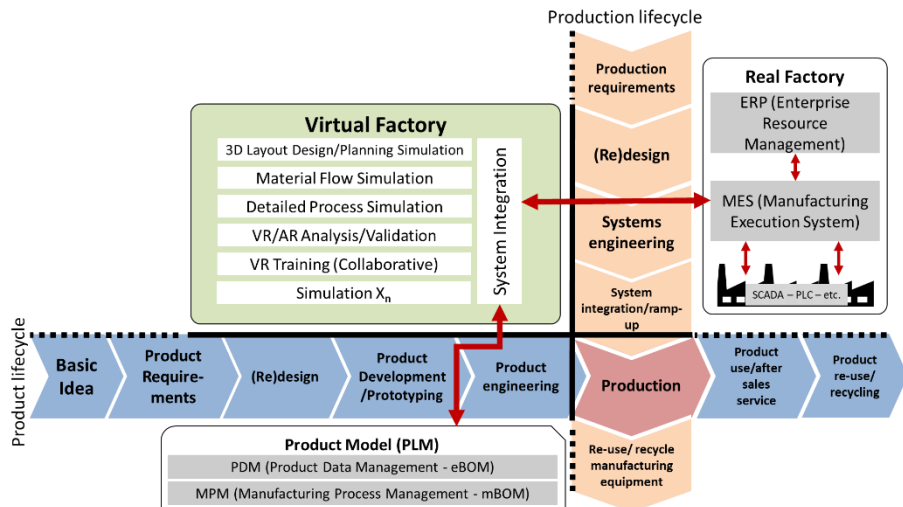 Production lifecycle
Production
requirements
(Re)design
Systems
engineering
System
integration/ramp-
up
Virtual Factory
3D Layout Design/Planning Simulation
Material Flow Simulation
Detailed Process Simulation
VR/AR Analysis/Validation
VR Training (Collaborative)
Simulation Xn
System Integration
Real Factory
ERP (Enterprise
Resource
Management)
MES (Manufacturing
Execution System)
SCADA – PLC – etc.
Product lifecycle
Basic
Idea
Product
Require-
ments
(Re)design
Product
Development
/Prototyping
Product
engineering
Production
Product
use/after
sales
service
Product
re-use/
recycling
Product Model (PLM)
PDM (Product Data Management - eBOM)
MPM (Manufacturing Process Management - mBOM)
Re-use/ recycle
manufacturing
equipment